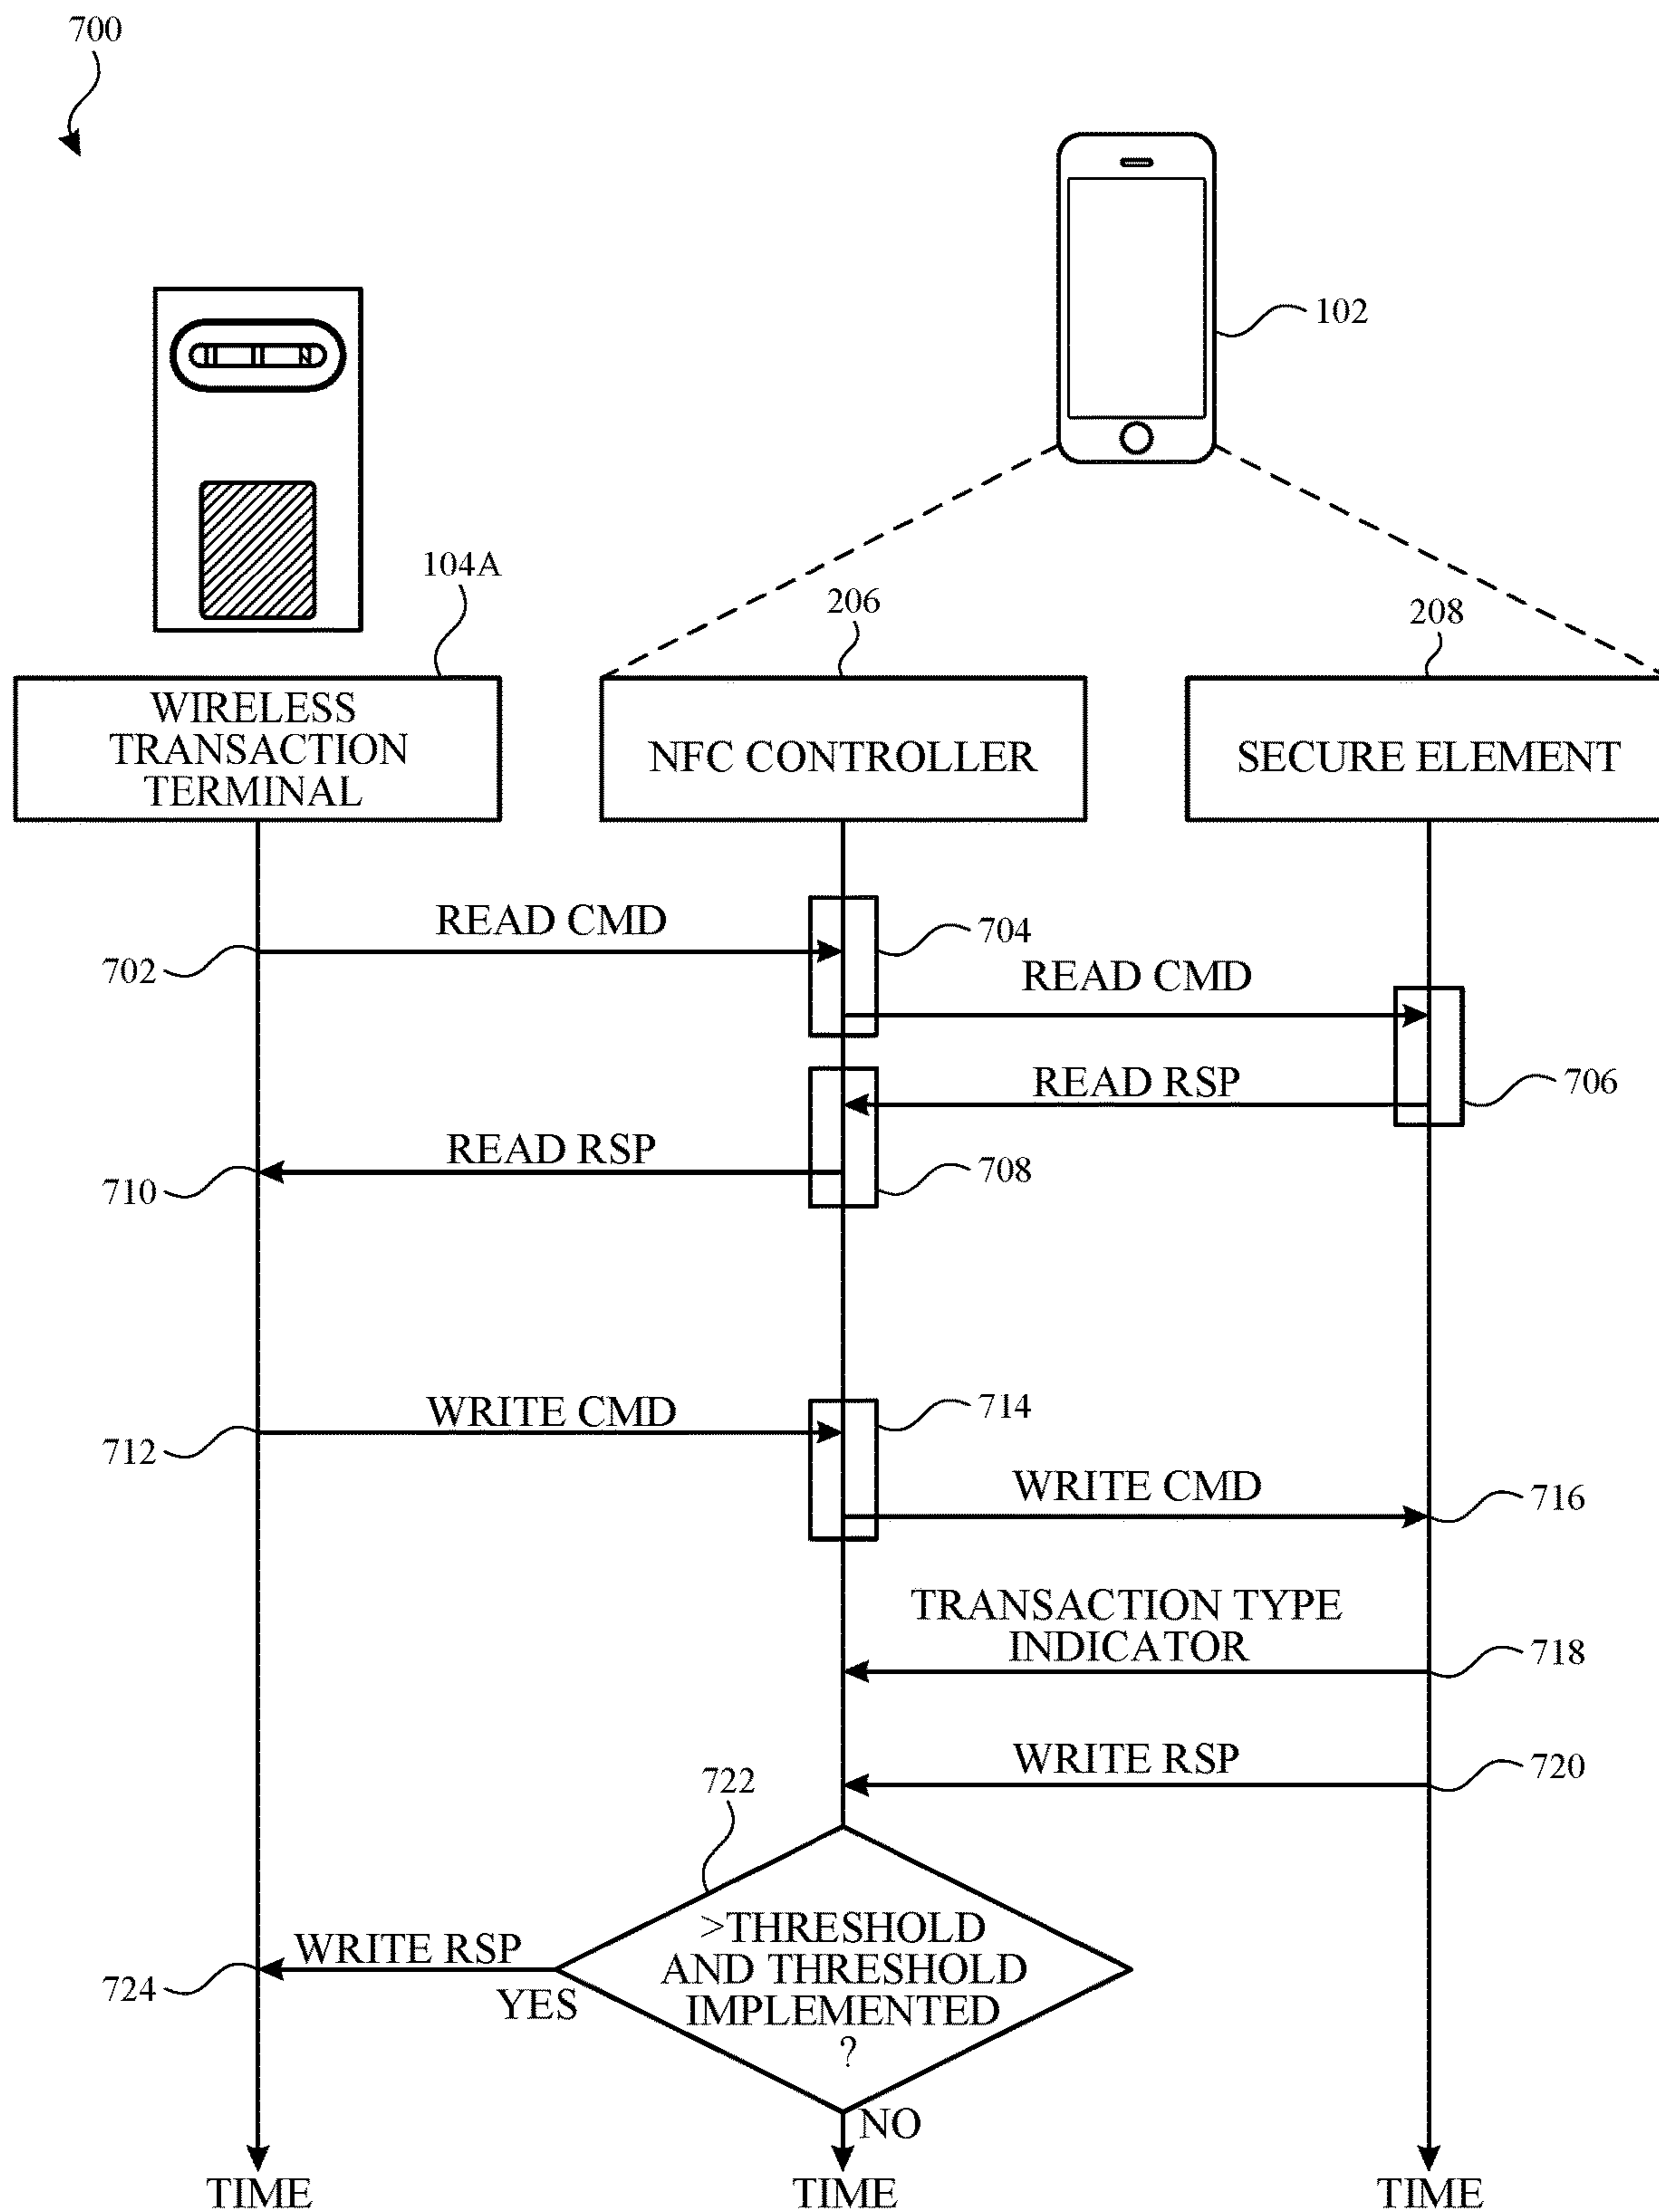 700
102
104A
206
208
WIRELESS
TRANSACTION
TERMINAL
NFC CONTROLLER
SECURE ELEMENT
READ CMD
704
702
READ CMD
READ RSP
706
READ RSP
708
710
WRITE CMD
714
712
WRITE CMD
716
TRANSACTION TYPE
INDICATOR
718
WRITE RSP
720
722
>THRESHOLD
AND THRESHOLD
IMPLEMENTED
?
WRITE RSP
724
YES
NO
TIME
TIME
TIME